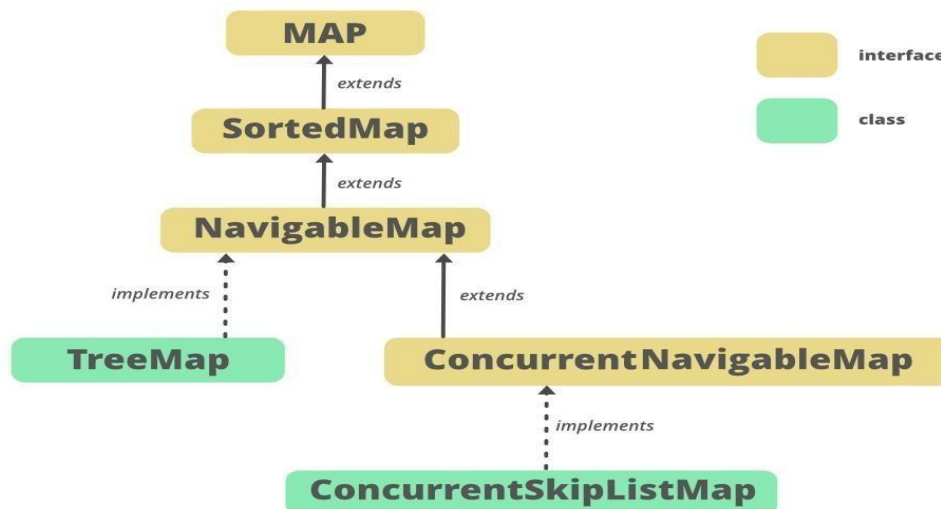 MAP
interface
extends
class
SortedMap
extends
NavigableMap
implements
extends
TreeMap
ConcurrentNavigableMap
implements
ConcurrentSkipListMap